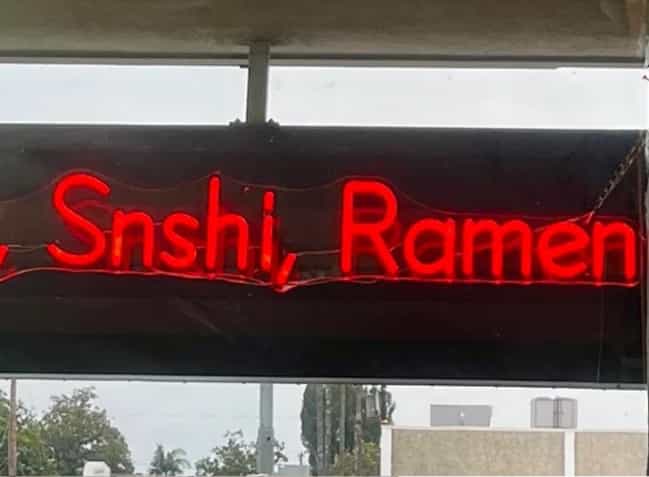 , Snshi, Ramen